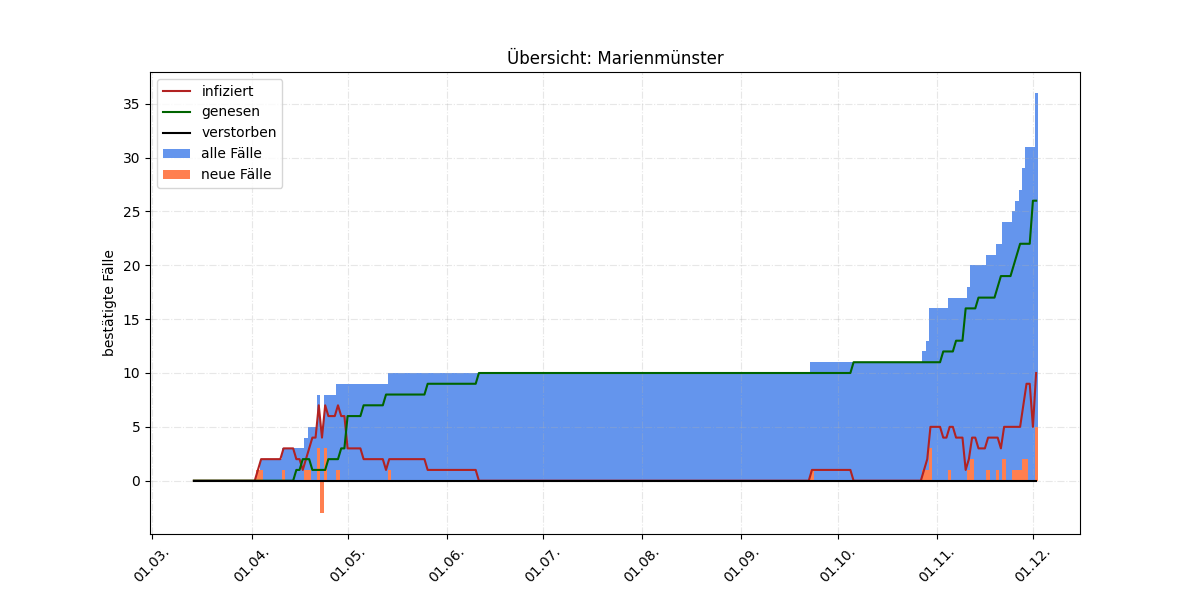 Übersicht: Marienmünster
infiziert
genesen
verstorben
alle Fälle
neue Fälle
bestätigte Fälle
35
30
25
20
15
10
5
0
01.03.
01.04.
01.05.
01.06.
01.07.
01.08.
01.09.
01.10.
01.11.
01.12.